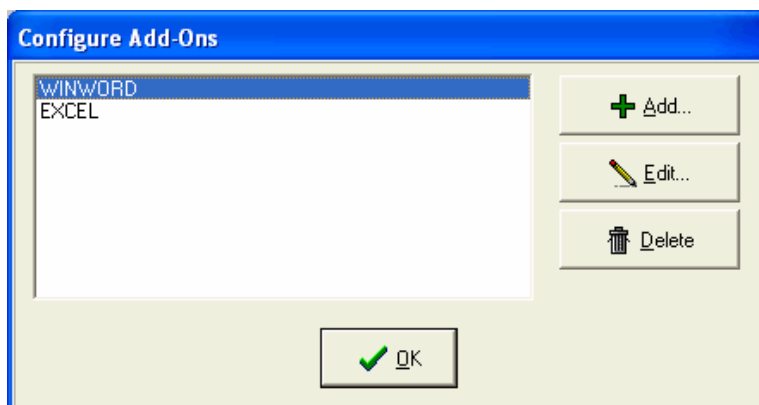 Configure Add-Ons
WINWORD
EXCEL
Add...
Edit...
Delete
OK